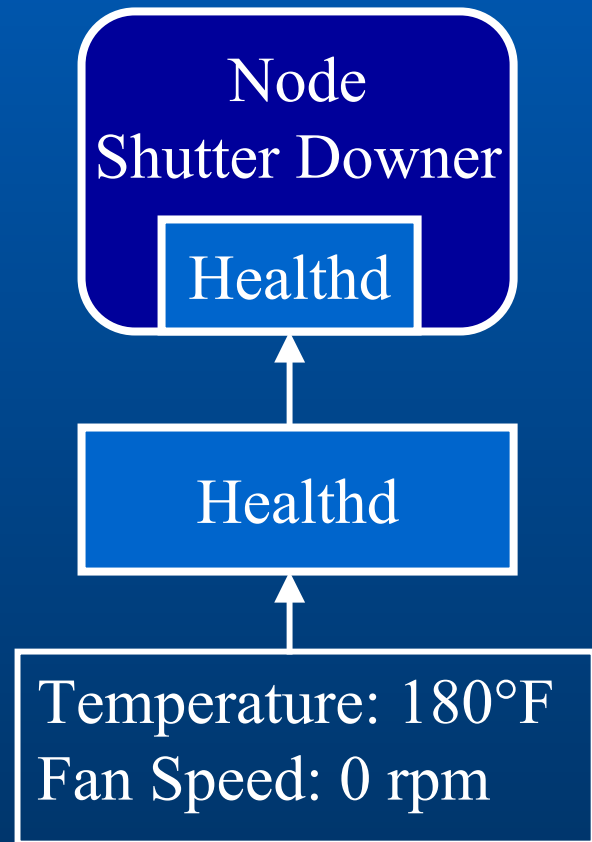 Node
Shutter Downer
Healthd
Healthd
Temperature: 180°F
Fan Speed: 0 rpm